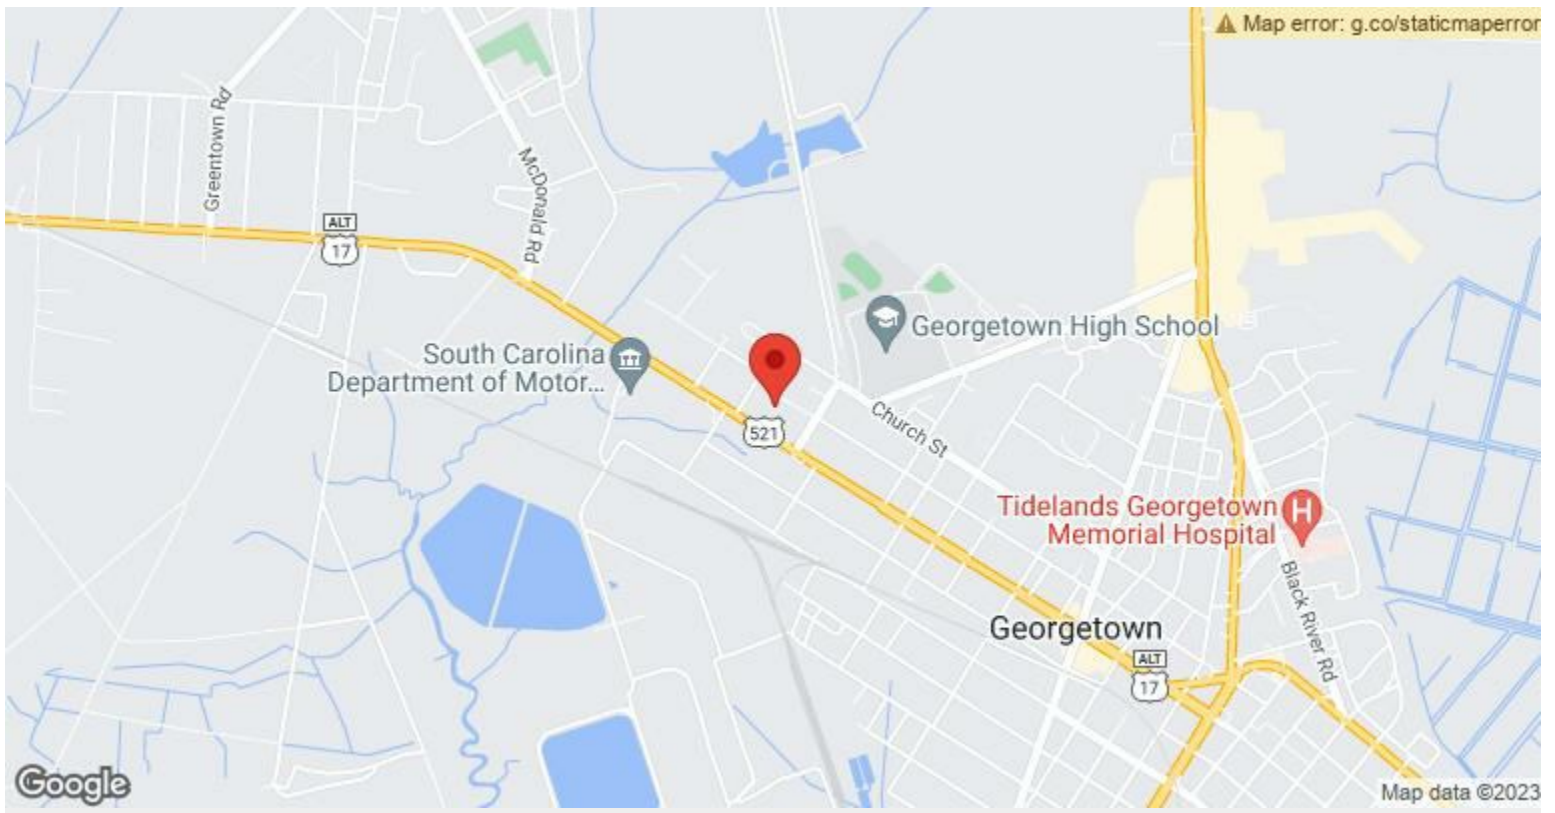 Map error: g.co/staticmaperror
Greentown Rd
McDonald Rd
ALT
17
Georgetown High School
South Carolina
Department of Motor...
521
Church St
Tidelands Georgetown
Memorial Hospital
H
Black River Rd
Georgetown
ALT
17
Google
Map data ©2023